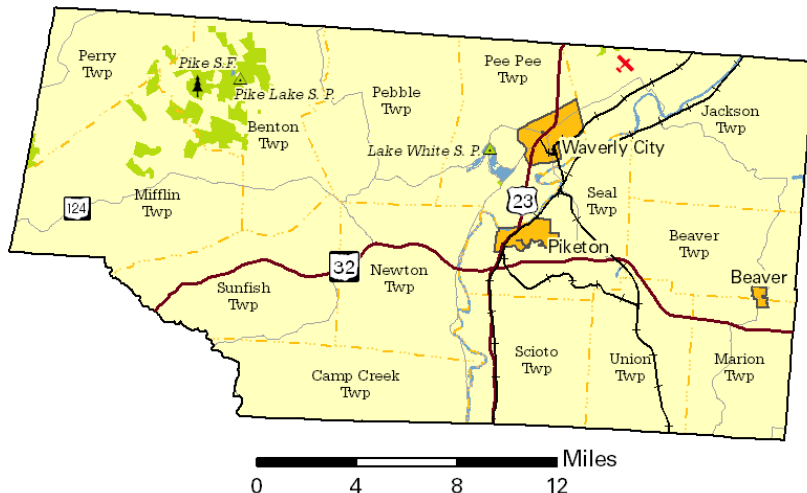 Perry
Twp
Pike S.F.
Pike Lake S. P.
Benton
Twp
Pebble
Twp
Pee Pee
Twp
Jackson
Twp
Lake White S. P.
Waverly City
Mifflin
Twp
124
23
Seal
Twp
Beaver
Twp
Piketon
Beaver
32
Newton
Twp
Sunfish
Twp
Camp Creek
Twp
Scioto
Twp
Union
Twp
Marion
Twp
Miles
0 4 8 12